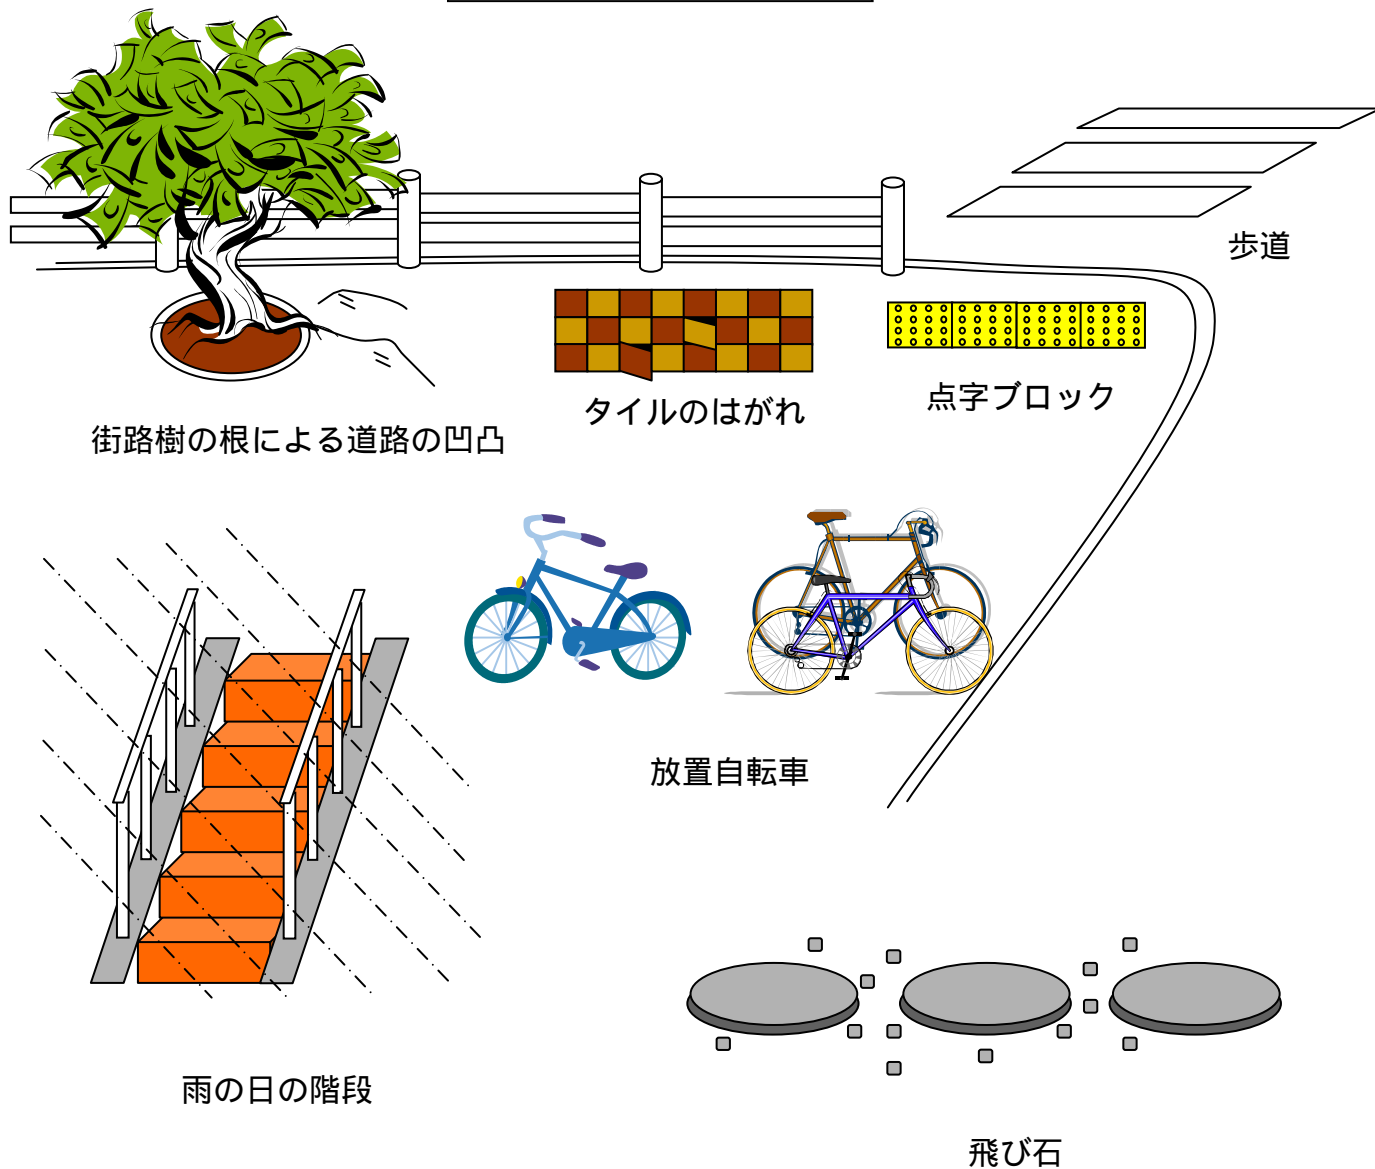 歩道
点字ブロック
タイルのはがれ
街路樹の根による道路の凹凸
放置自転車
雨の日の階段
飛び石